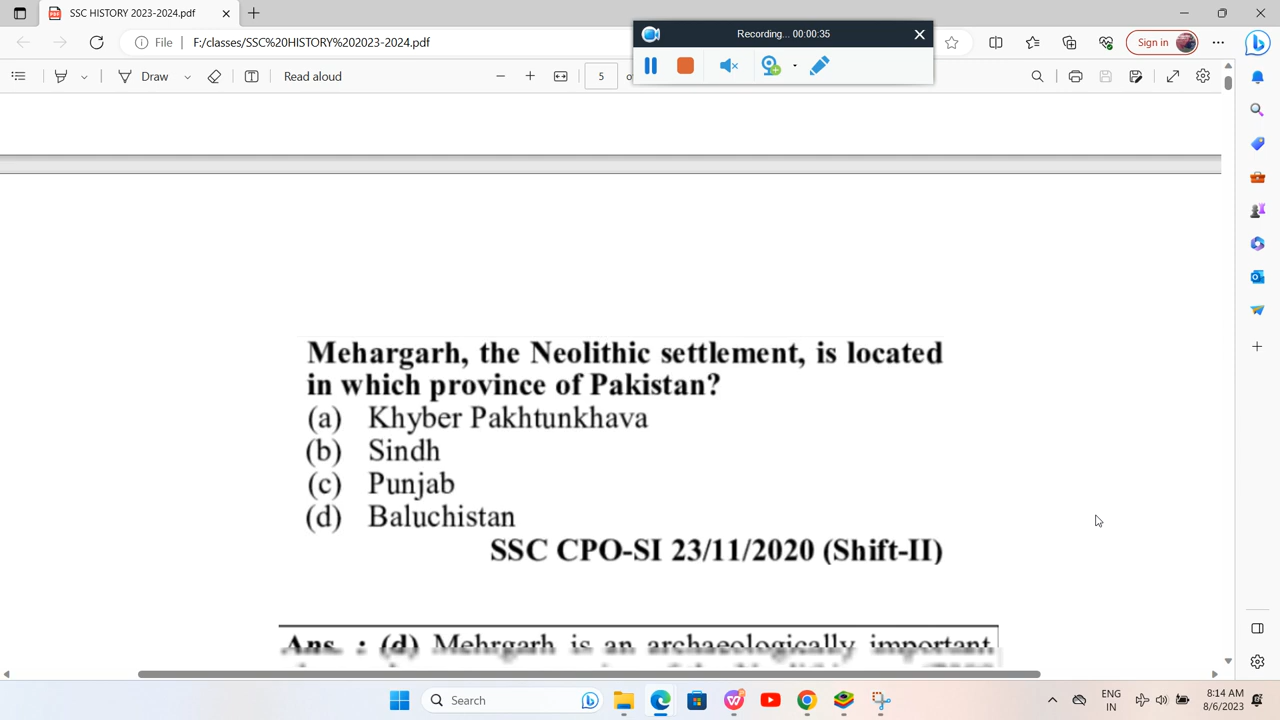 SSC HISTORY 2023-2024.pdf
Recording... 00:00:35
File F:/classics/SSC%20HISTORY%202023-2024.pdf
Sign in
Draw
Read aloud
5
Mehargarh, the Neolithic settlement, is located
in which province of Pakistan?
(a) Khyber Pakhtunkhava
(b) Sindh
(c) Punjab
(d) Baluchistan
SSC CPO-SI 23/11/2020 (Shift-II)
Ans. : (d) Mehrgarh is an archaeologically important
Search
ENG
IN
8:14 AM
8/6/2023